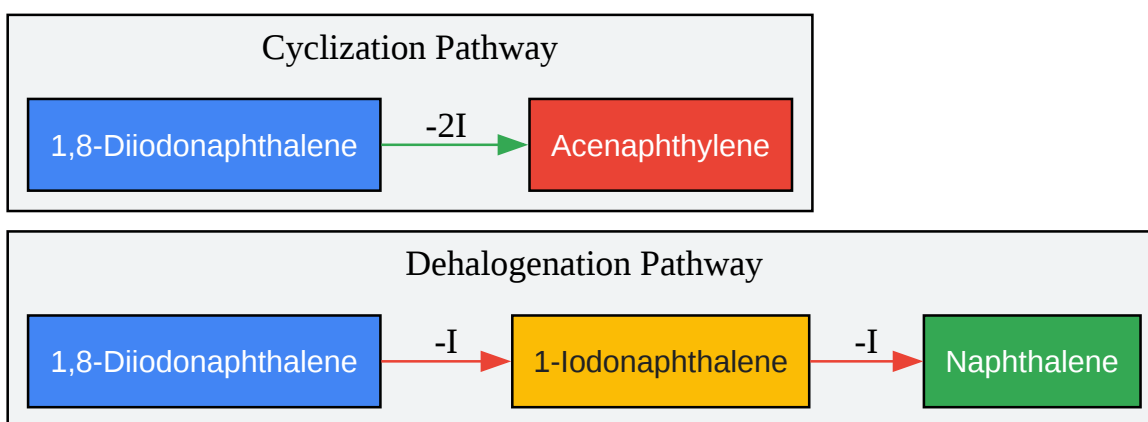 Cyclization Pathway
1,8-Diiodonaphthalene -2I Acenaphthylene
Dehalogenation Pathway
1,8-Diiodonaphthalene -I 1-Iodonaphthalene -I Naphthalene